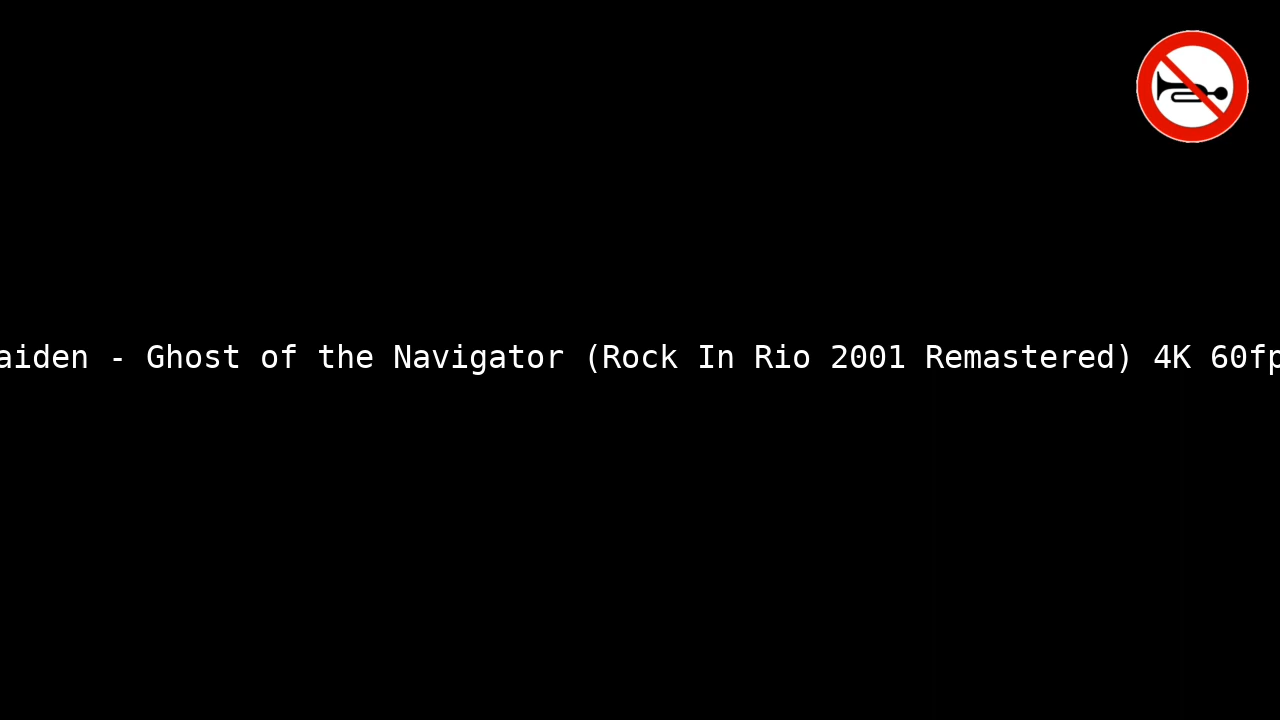 aiden - Ghost of the Navigator (Rock In Rio 2001 Remastered) 4K 60fp